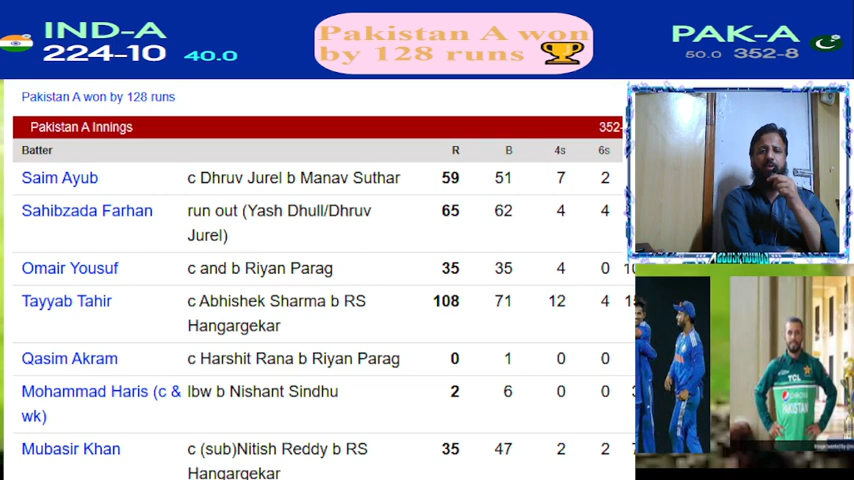 IND-A
224-10 40.0
Pakistan A won
by 128 runs
PAK-A
50.0 352-8
Pakistan A won by 128 runs
Pakistan A Innings 352-
Batter R B 4s 6s
Saim Ayub c Dhruv Jurel b Manav Suthar 59 51 7 2
Sahibzada Farhan run out (Yash Dhull/Dhruv 65 62 4 4
Jurel)
Omair Yousuf c and b Riyan Parag 35 35 4 0 10
Tayyab Tahir c Abhishek Sharma b RS 108 71 12 4 15
Hangargekar
Qasim Akram c Harshit Rana b Riyan Parag 0 1 0 0
Mohammad Haris (c & lbw b Nishant Sindhu 2 6 0 0
wk)
Mubasir Khan c (sub)Nitish Reddy b RS 35 47 2 2
Hangargekar
TCL
PAKISTAN